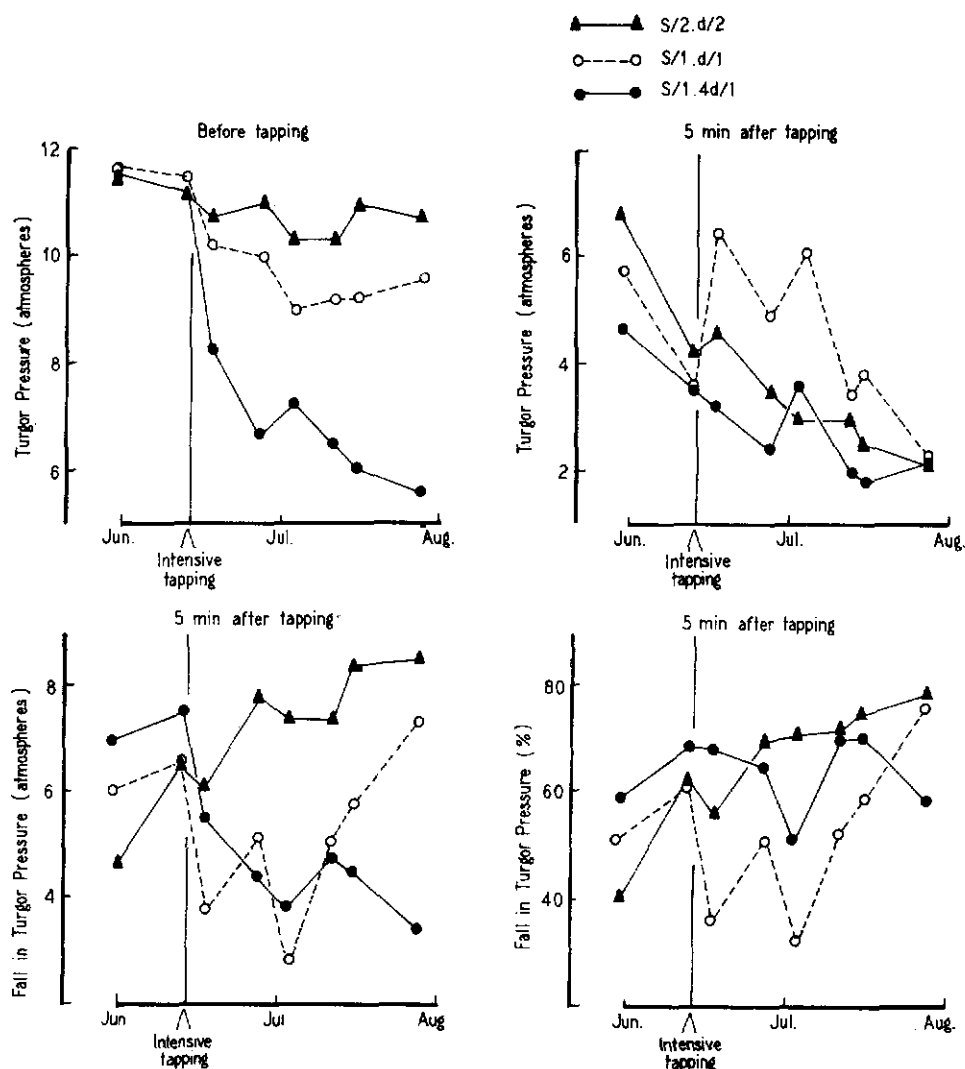 S/2.d/2
S/1.d/1
S/1.4d/1
Before tapping
Turgor Pressure (atmospheres)
12
10
8
6
Jun.
Jul.
Aug.
Intensive
tapping
5 min after tapping
Turgor Pressure (atmospheres)
6
4
2
Jun.
Jul.
Aug.
Intensive
tapping
5 min after tapping
Fall in Turgor Pressure (atmospheres)
8
6
4
Jun
Jul
Aug
Intensive
tapping
5 min after tapping
Fall in Turgor Pressure (%)
80
60
40
Jun.
Jul.
Aug.
Intensive
tapping